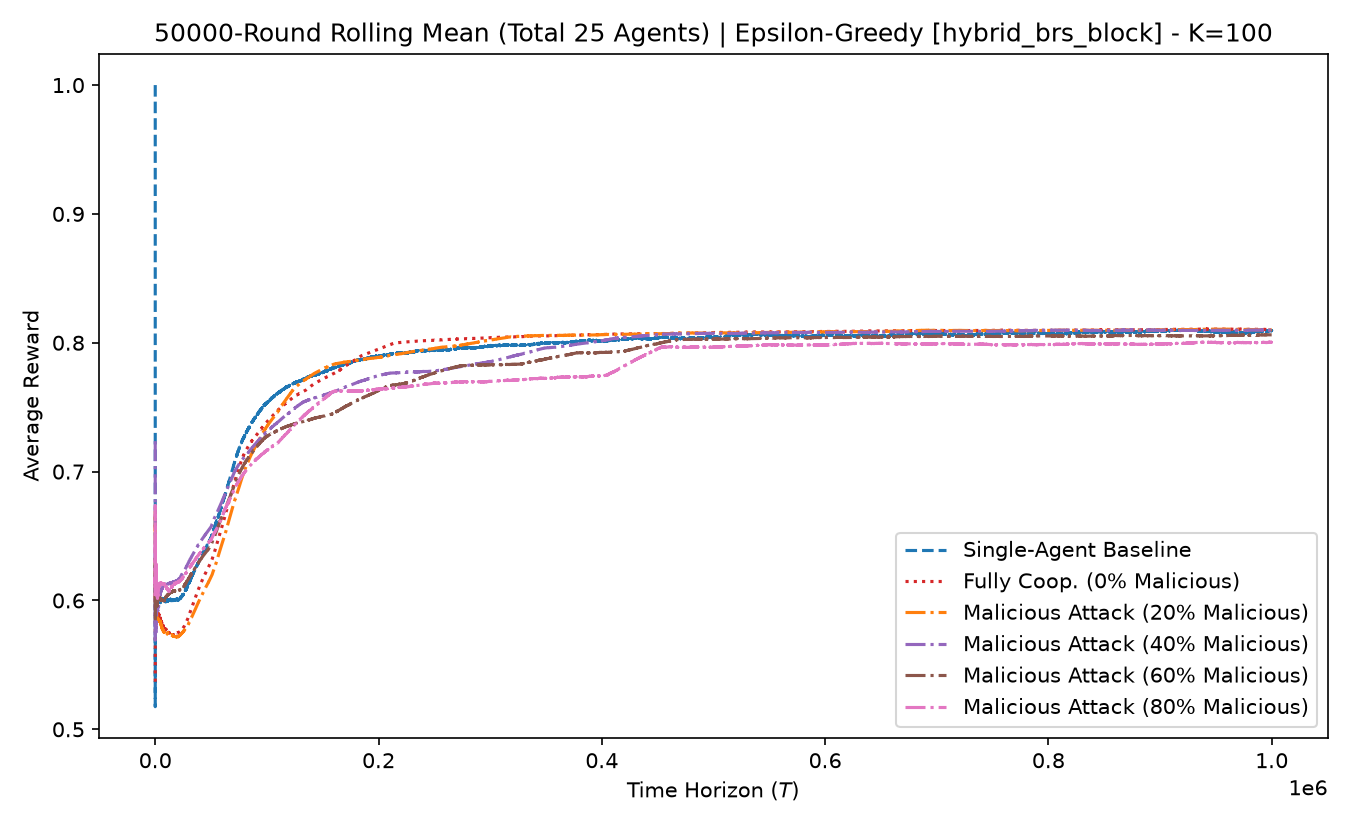 50000-Round Rolling Mean (Total 25 Agents) | Epsilon-Greedy [hybrid_brs_block] - K=100
Average Reward
1.0
0.9
0.8
0.7
0.6
0.5
Single-Agent Baseline
Fully Coop. (0% Malicious)
Malicious Attack (20% Malicious)
Malicious Attack (40% Malicious)
Malicious Attack (60% Malicious)
Malicious Attack (80% Malicious)
0.0 0.2 0.4 0.6 0.8 1.0
1e6
Time Horizon (T)